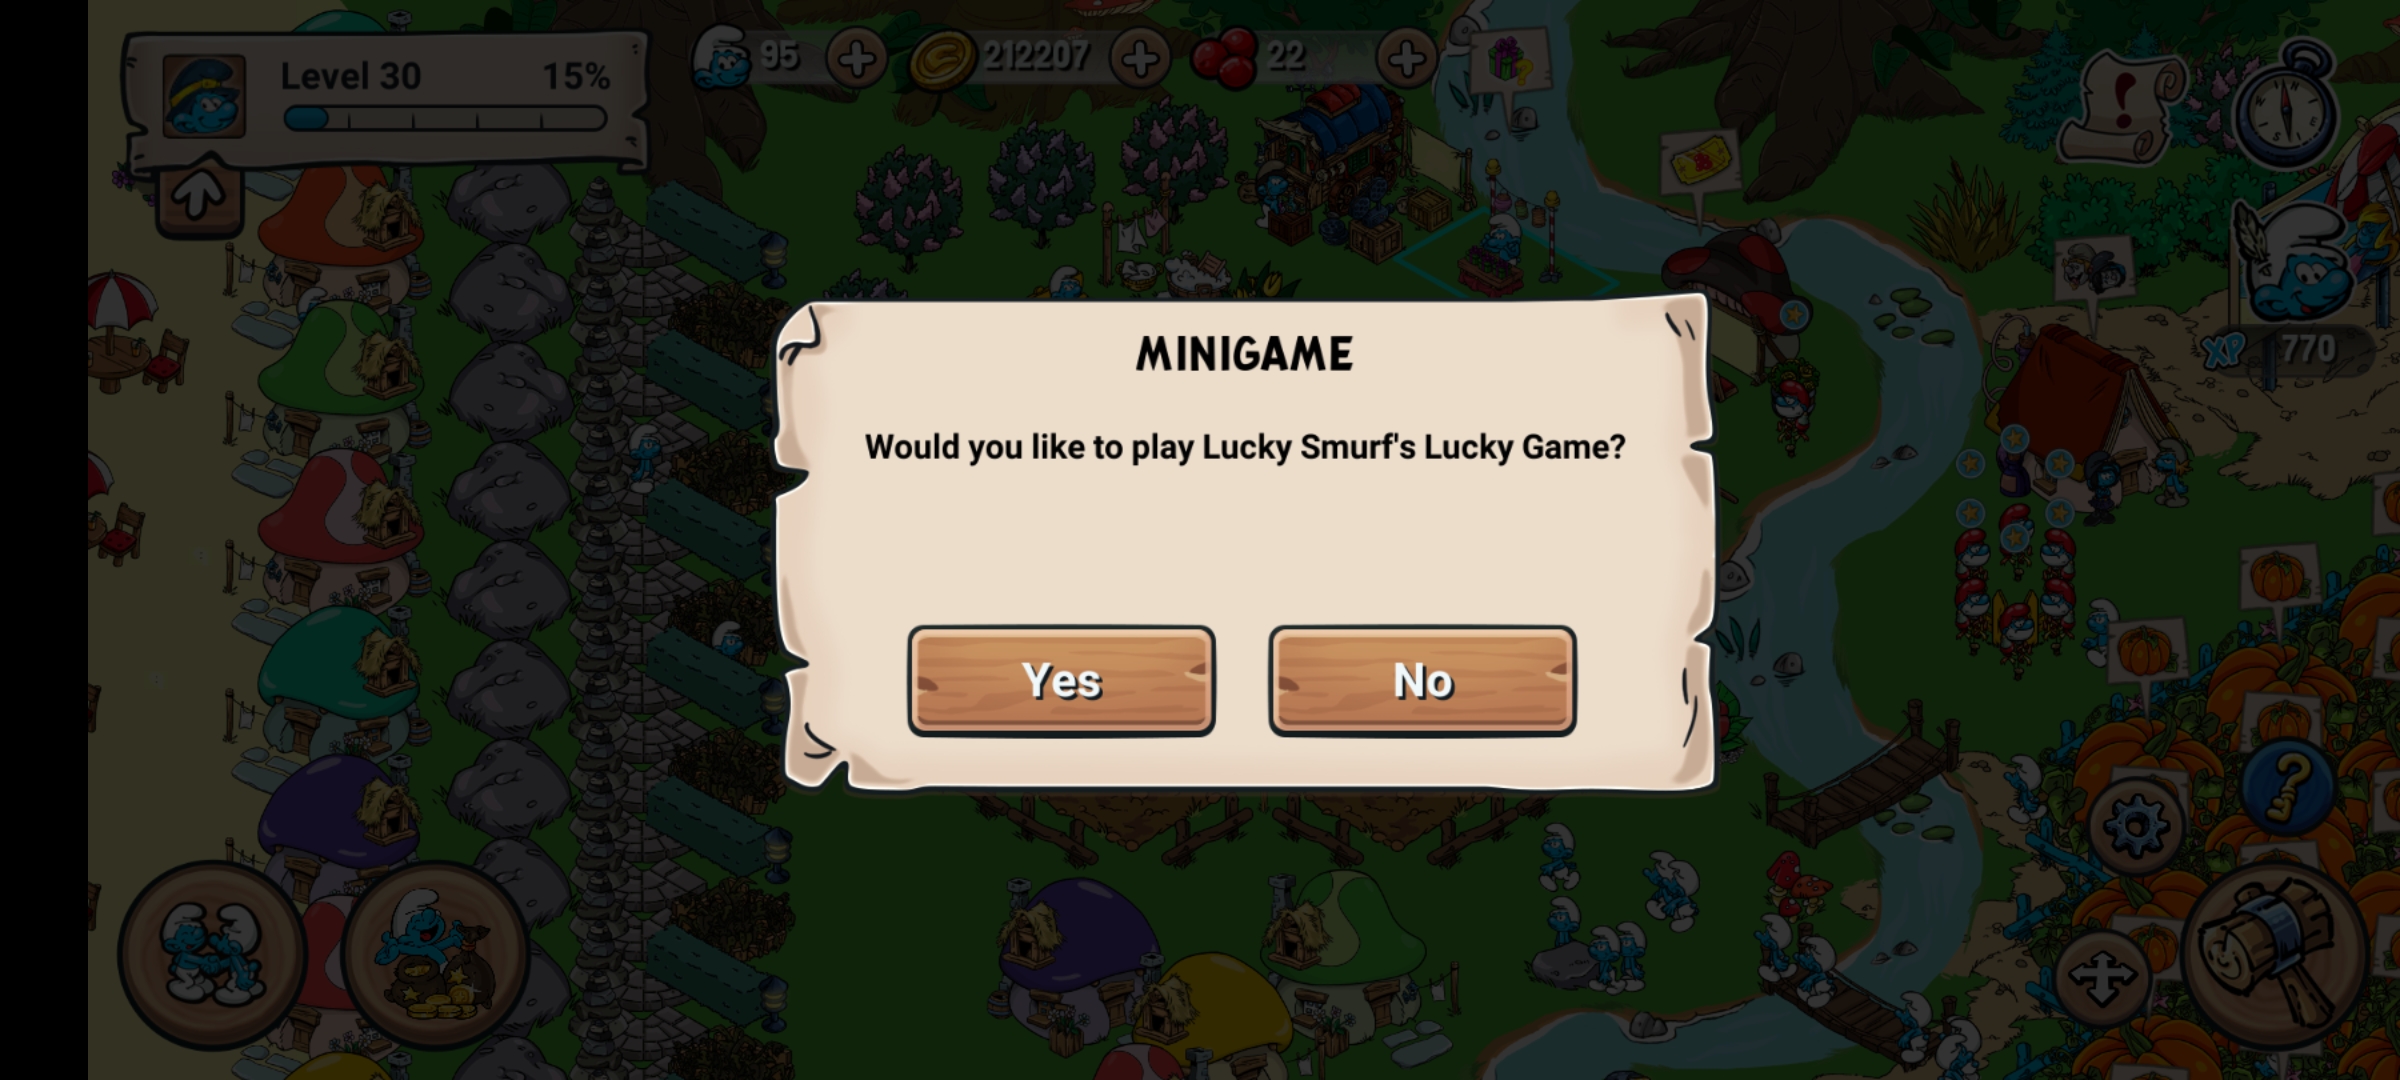 Level 30 15%
95
212207
22
XP 770
MINIGAME
Would you like to play Lucky Smurf's Lucky Game?
Yes
No